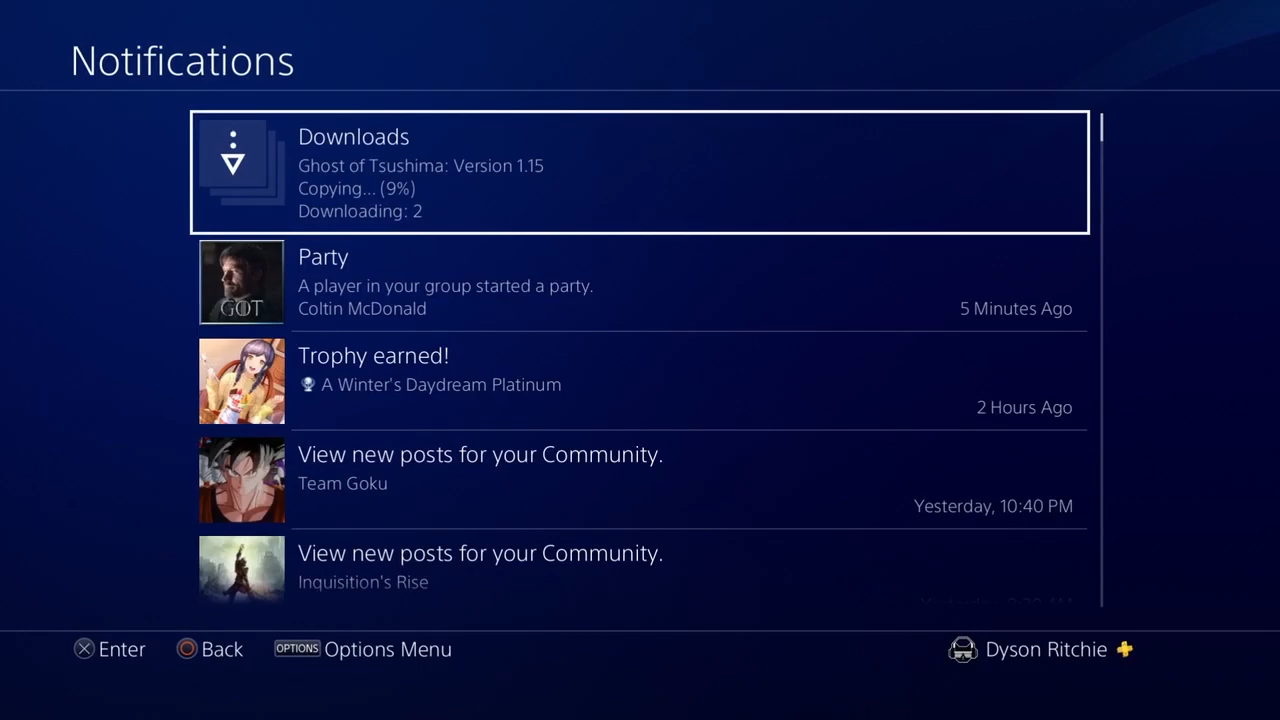 Notifications
Downloads
Ghost of Tsushima: Version 1.15
Copying... (9%)
Downloading: 2
GOT
Party
A player in your group started a party.
Coltin McDonald
5 Minutes Ago
Trophy earned!
A Winter's Daydream Platinum
2 Hours Ago
View new posts for your Community.
Team Goku
Yesterday, 10:40 PM
View new posts for your Community.
Inquisition's Rise
Enter
Back
OPTIONS Options Menu
Dyson Ritchie